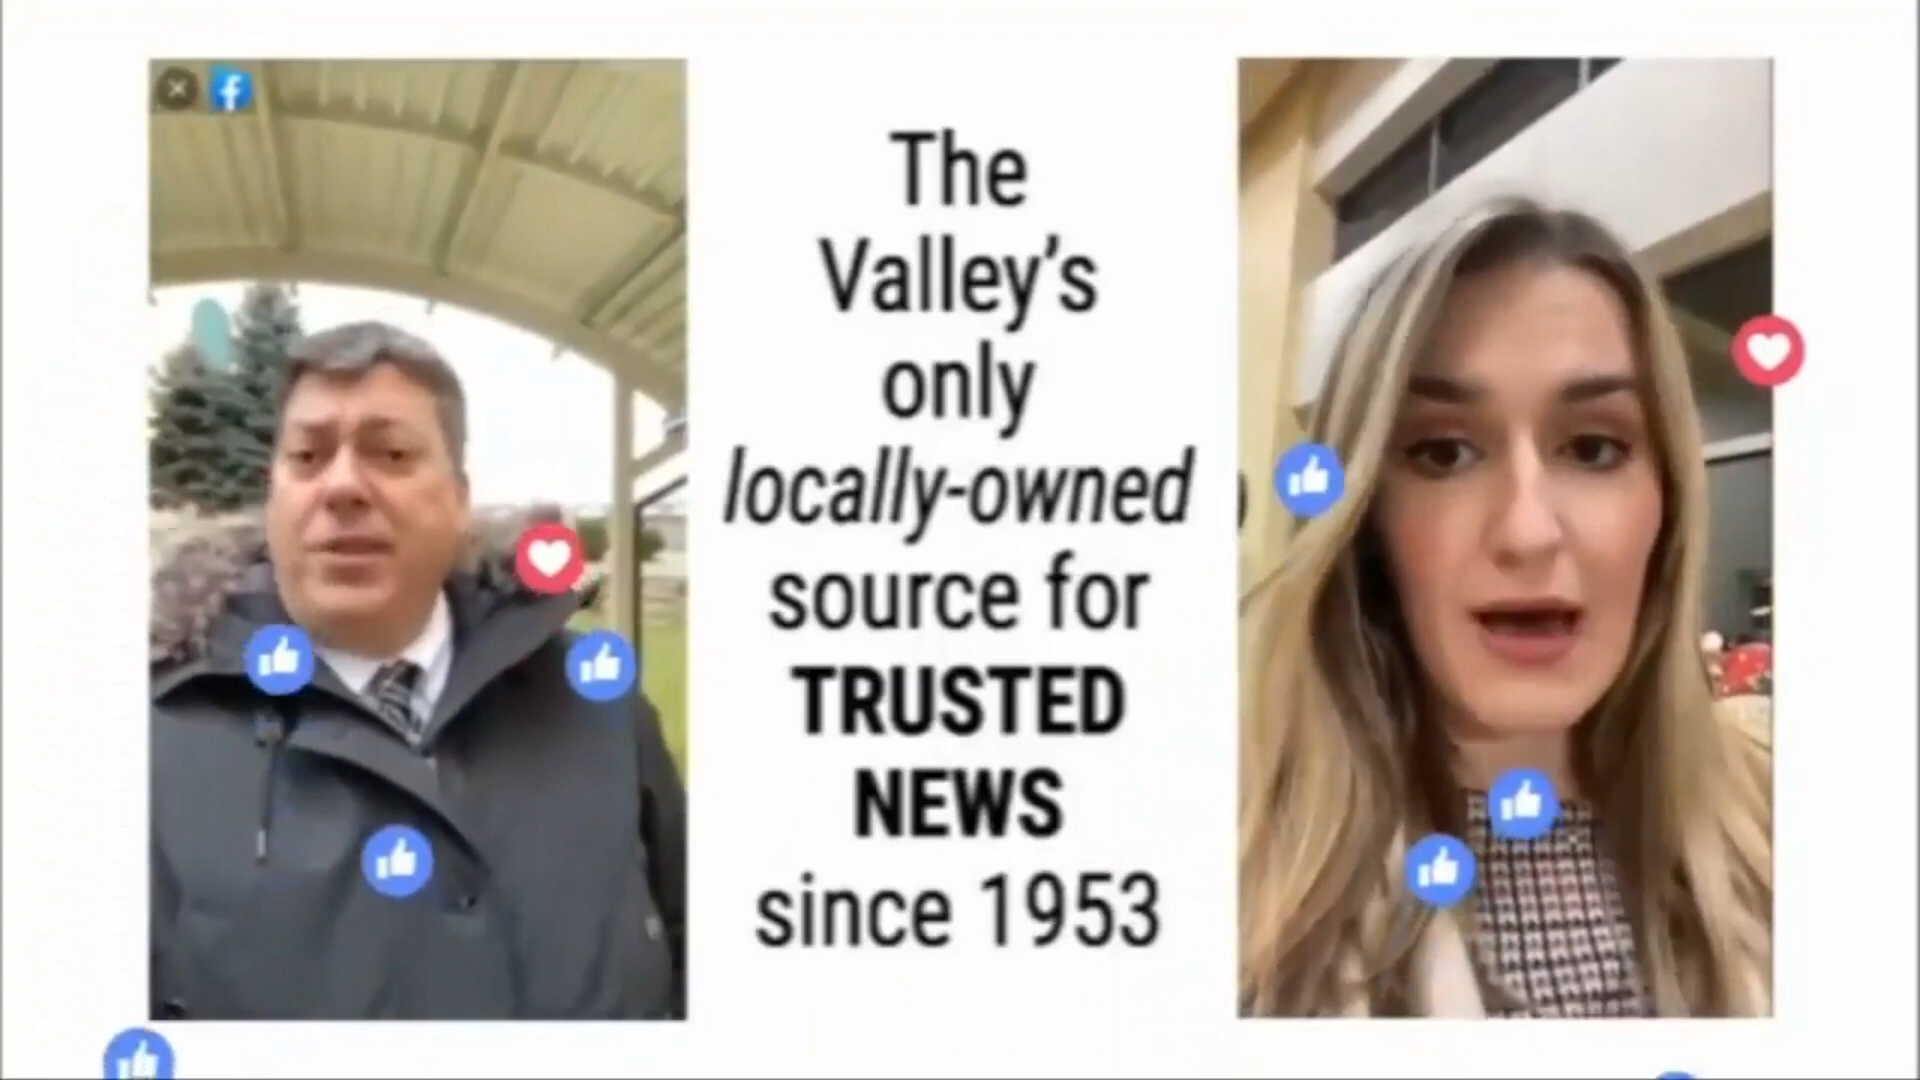 The
Valley’s
only
locally-owned
source for
TRUSTED
NEWS
since 1953